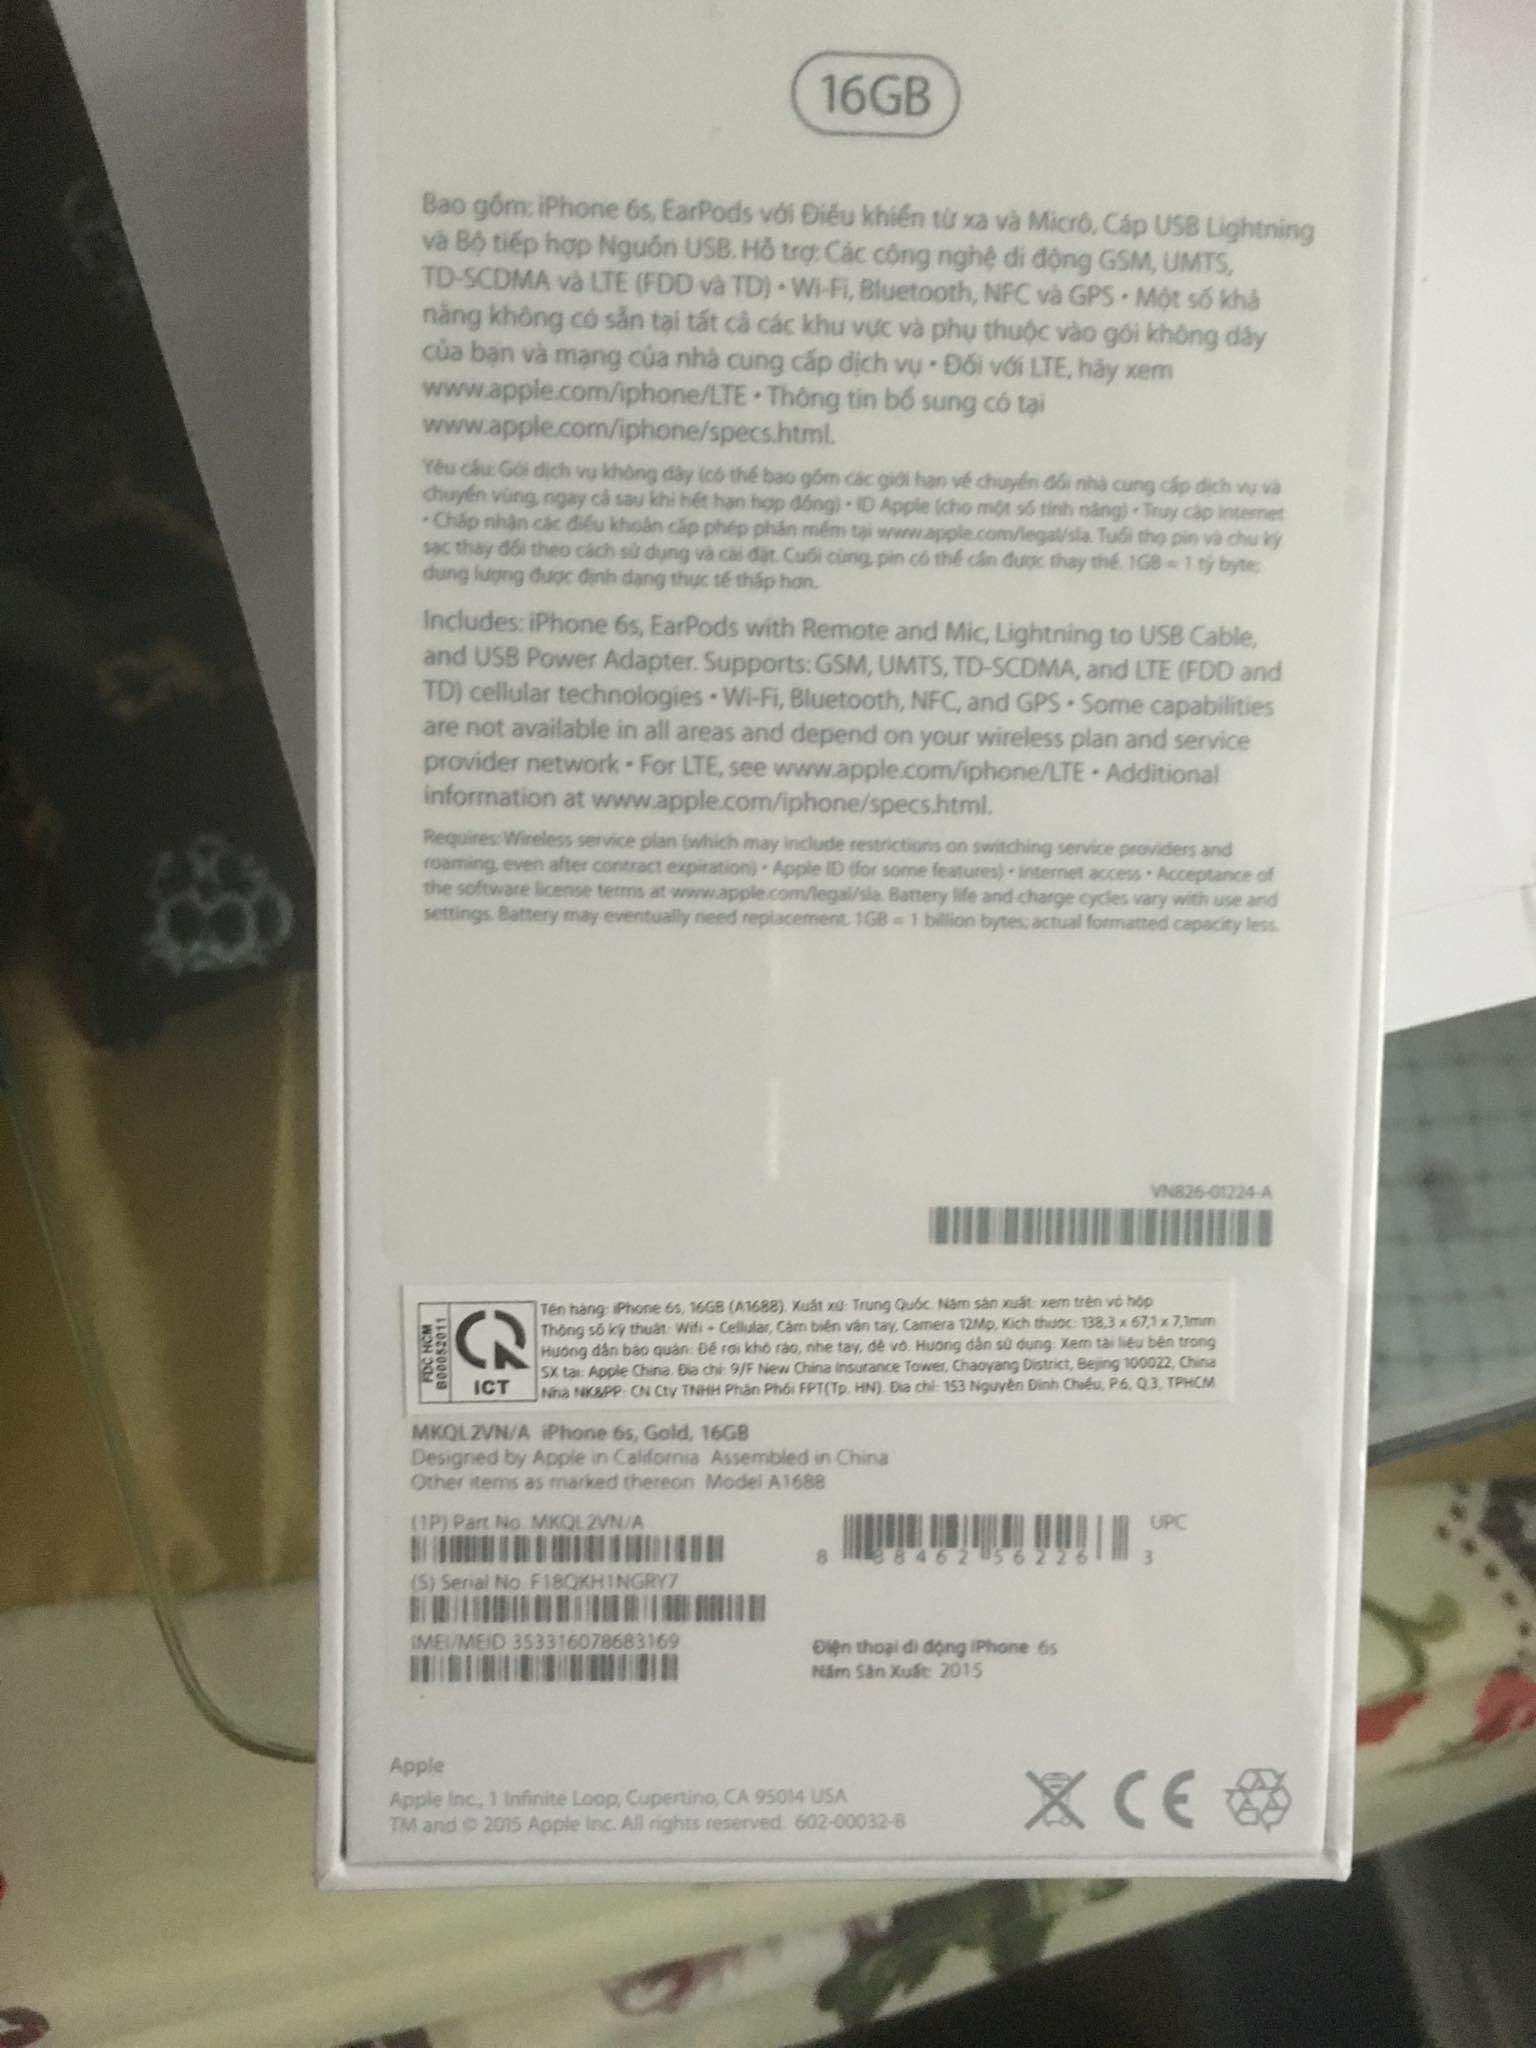 16GB
Bao gồm: iPhone 6s, EarPods với Điều khiển từ xa và Micrô, Cáp USB Lightning
và Bộ tiếp hợp Nguồn USB. Hỗ trợ: Các công nghệ di động GSM, UMTS,
TD-SCDMA và LTE (FDD và TD) • Wi-Fi, Bluetooth, NFC và GPS • Một số khả
năng không có sẵn tại tất cả các khu vực và phụ thuộc vào gói không dây
của bạn và mạng của nhà cung cấp dịch vụ • Đối với LTE, hãy xem
www.apple.com/iphone/LTE • Thông tin bổ sung có tại
www.apple.com/iphone/specs.html.
Yêu cầu: Gói dịch vụ không dây (có thể bao gồm các giới hạn về chuyển đổi nhà cung cấp dịch vụ và
chuyển vùng, ngay cả sau khi hết hạn hợp đồng) • ID Apple (cho một số tính năng) • Truy cập Internet
• Chấp nhận các điều khoản cấp phép phần mềm tại www.apple.com/legal/sla. Tuổi thọ pin và chu kỳ
sạc thay đổi theo cách sử dụng và cài đặt. Cuối cùng, pin có thể cần được thay thế. 1GB = 1 tỷ byte;
dung lượng được định dạng thực tế thấp hơn.
Includes: iPhone 6s, EarPods with Remote and Mic, Lightning to USB Cable,
and USB Power Adapter. Supports: GSM, UMTS, TD-SCDMA, and LTE (FDD and
TD) cellular technologies • Wi-Fi, Bluetooth, NFC, and GPS • Some capabilities
are not available in all areas and depend on your wireless plan and service
provider network • For LTE, see www.apple.com/iphone/LTE • Additional
information at www.apple.com/iphone/specs.html.
Requires: Wireless service plan (which may include restrictions on switching service providers and
roaming, even after contract expiration) • Apple ID (for some features) • Internet access • Acceptance of
the software license terms at www.apple.com/legal/sla. Battery life and charge cycles vary with use and
settings. Battery may eventually need replacement. 1GB = 1 billion bytes; actual formatted capacity less.
VN826-01224-A
FDC HCM
B00052011
ICT
Tên hàng: iPhone 6s, 16GB (A1688). Xuất xứ: Trung Quốc. Năm sản xuất: xem trên vỏ hộp
Thông số kỹ thuật: Wifi + Cellular, Cảm biến vân tay, Camera 12Mp, Kích thước: 138,3 x 67,1 x 7,1mm
Hướng dẫn bảo quản: Để nơi khô ráo, nhẹ tay, dễ vỡ. Hướng dẫn sử dụng: Xem tài liệu bên trong
SX tại: Apple China. Địa chỉ: 9/F New China Insurance Tower, Chaoyang District, Bejing 100022, China
Nhà NK&PP: CN Cty TNHH Phân Phối FPT(Tp. HN). Địa chỉ: 153 Nguyễn Đình Chiểu, P.6, Q.3, TPHCM
MKQL2VN/A iPhone 6s, Gold, 16GB
Designed by Apple in California Assembled in China
Other items as marked thereon Model A1688
(1P) Part No. MKQL2VN/A
UPC
8 88462 56226 3
(S) Serial No. F18QKH1NGRY7
IMEI/MEID 353316078683169
Điện thoại di động iPhone 6s
Năm Sản Xuất: 2015
Apple
Apple Inc., 1 Infinite Loop, Cupertino, CA 95014 USA
TM and © 2015 Apple Inc. All rights reserved. 602-00032-B
CE